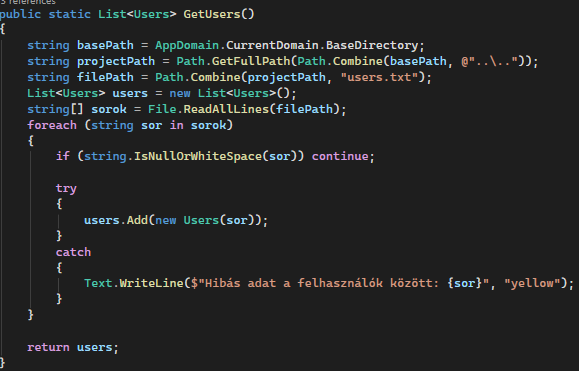 3 references
public static List<Users> GetUsers()
{
string basePath = AppDomain.CurrentDomain.BaseDirectory;
string projectPath = Path.GetFullPath(Path.Combine(basePath, @"..\.."));
string filePath = Path.Combine(projectPath, "users.txt");
List<Users> users = new List<Users>();
string[] sorok = File.ReadAllLines(filePath);
foreach (string sor in sorok)
{
if (string.IsNullOrWhiteSpace(sor)) continue;
try
{
users.Add(new Users(sor));
}
catch
{
Text.WriteLine($"Hibás adat a felhasználók között: {sor}", "yellow");
}
}
return users;
}